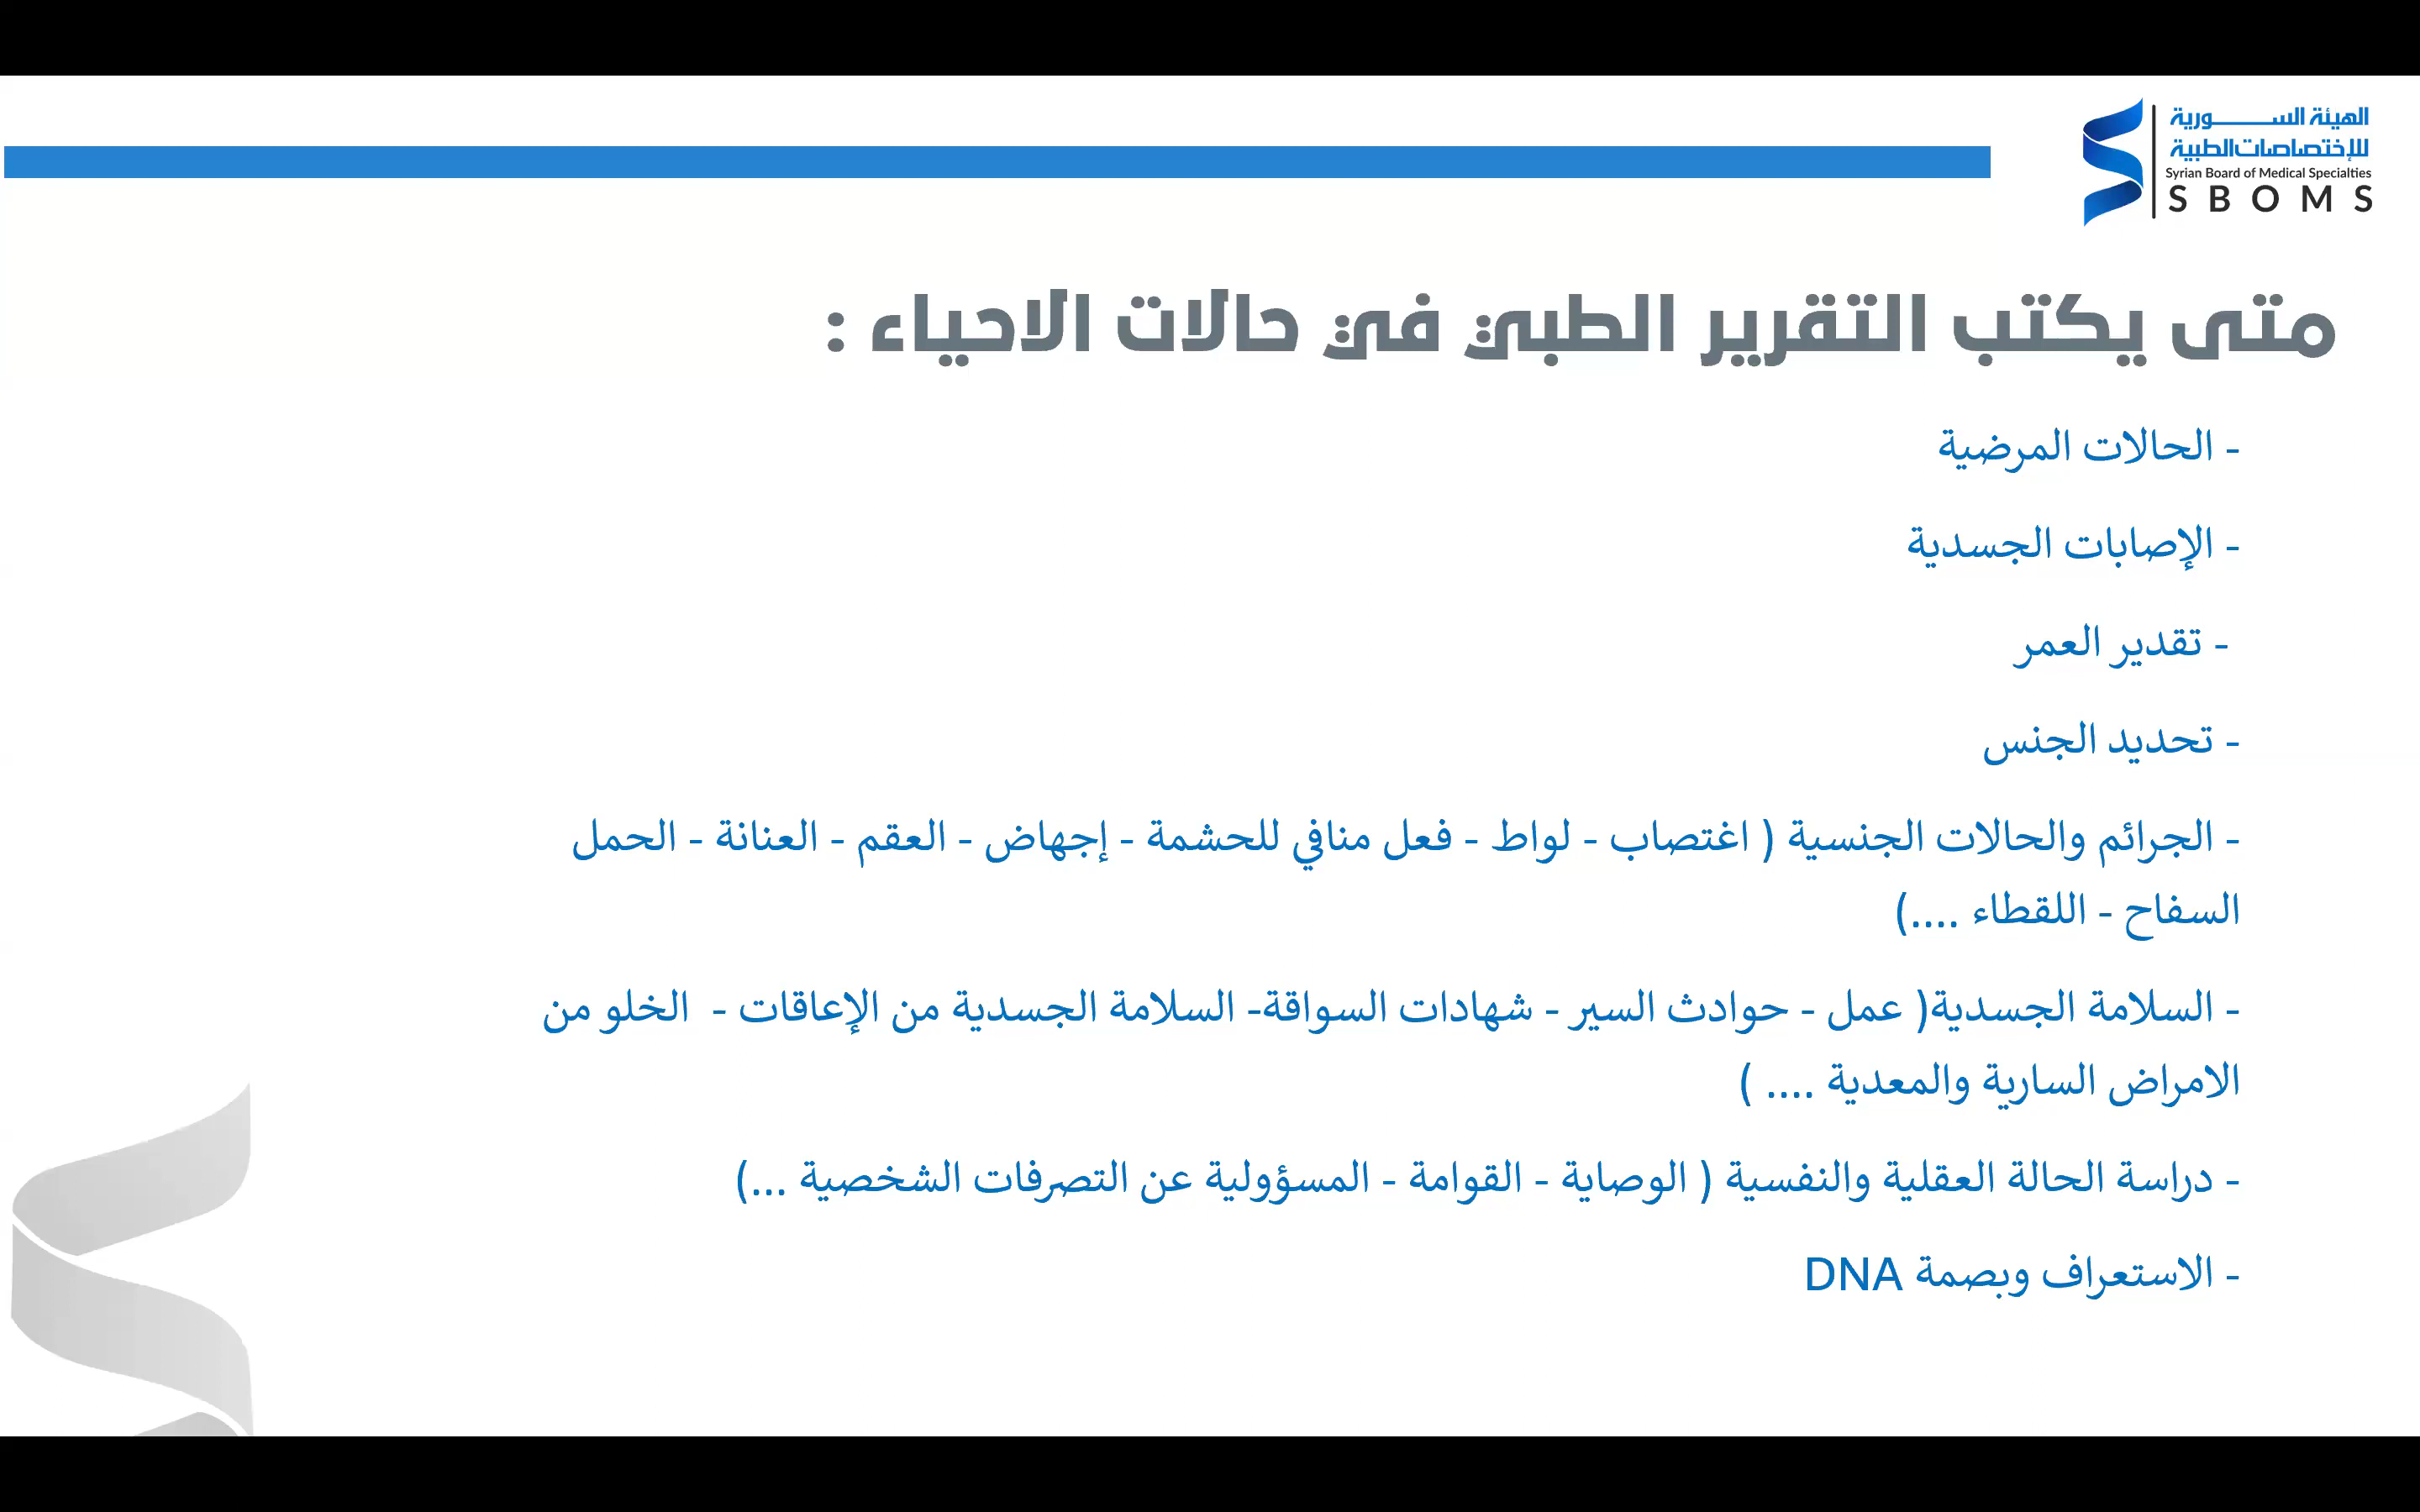 الهيئة السـورية
للإختصاصات الطبية
Syrian Board of Medical Specialties
SBOMS
متى يكتب التقرير الطبي في حالات الاحياء :
- الحالات المرضية
- الإصابات الجسدية
- تقدير العمر
- تحديد الجنس
- الجرائم والحالات الجنسية ( اغتصاب - لواط - فعل منافي للحشمة - إجهاض - العقم - العنانة - الحمل
السفاح - اللقطاء ....)
- السلامة الجسدية( عمل - حوادث السير - شهادات السواقة- السلامة الجسدية من الإعاقات - الخلو من
الامراض السارية والمعدية .... )
- دراسة الحالة العقلية والنفسية ( الوصاية - القوامة - المسؤولية عن التصرفات الشخصية ...)
- الاستعراف وبصمة DNA